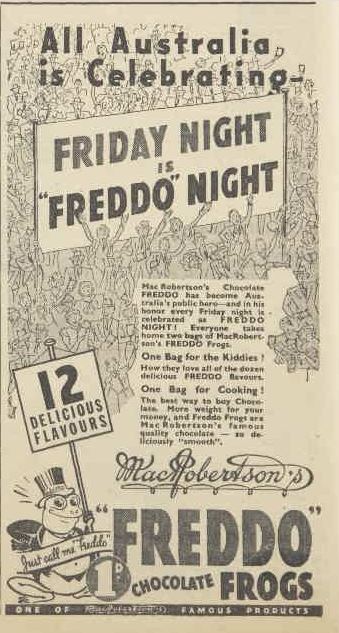 All Australia
is Celebrating-
FRIDAY NIGHT
IS
"FREDDO" NIGHT
MacRobertson's Chocolate
FREDDO has become Aus-
tralia's public hero—and in his
honor every Friday night is
celebrated as FREDDO
NIGHT! Everyone takes
home two bags of MacRobert-
son's FREDDO Frogs.
One Bag for the Kiddies!
How they love all of the dozen
delicious FREDDO flavours.
One Bag for Cooking!
The best way to buy Choco-
late. More weight for your
money, and Freddo Frogs are
MacRobertson's famous
quality chocolate — so de-
liciously "smooth".
12
DELICIOUS
FLAVOURS
MacRobertson's
Just call me "Freddo"
"FREDDO"
1D
CHOCOLATE FROGS
ONE OF MacRobertson's FAMOUS PRODUCTS